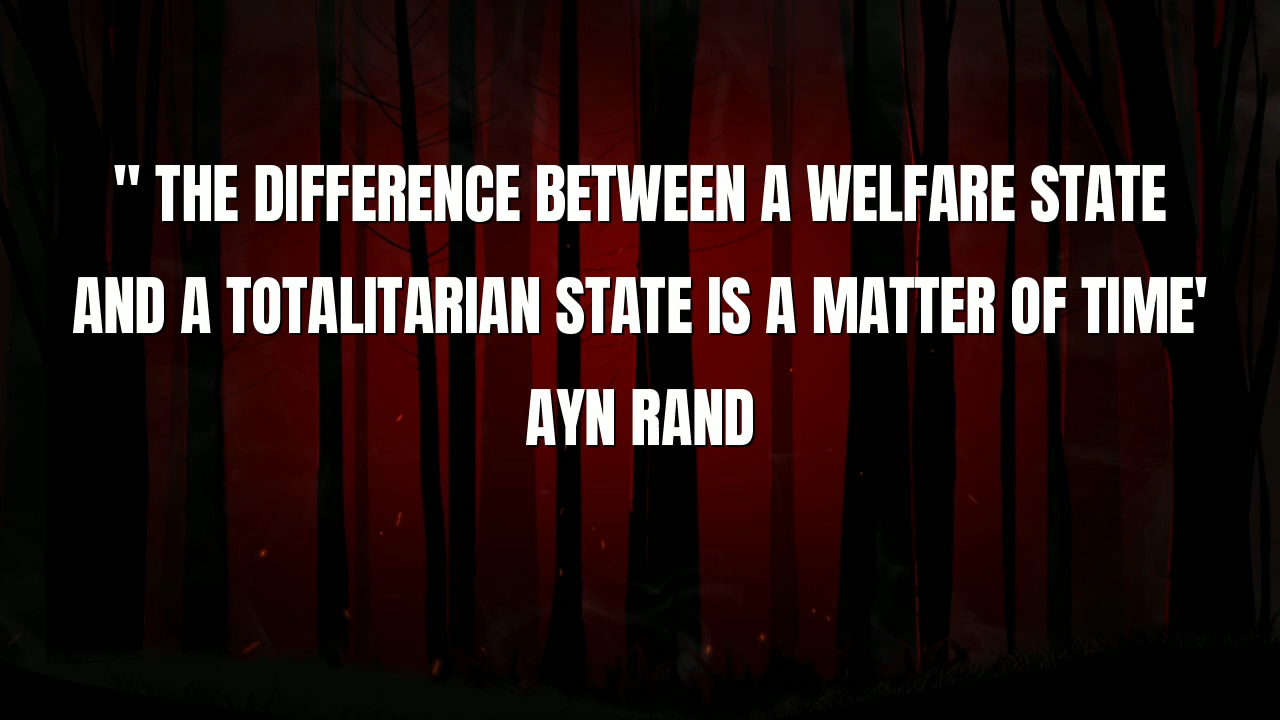 " THE DIFFERENCE BETWEEN A WELFARE STATE
AND A TOTALITARIAN STATE IS A MATTER OF TIME'
AYN RAND